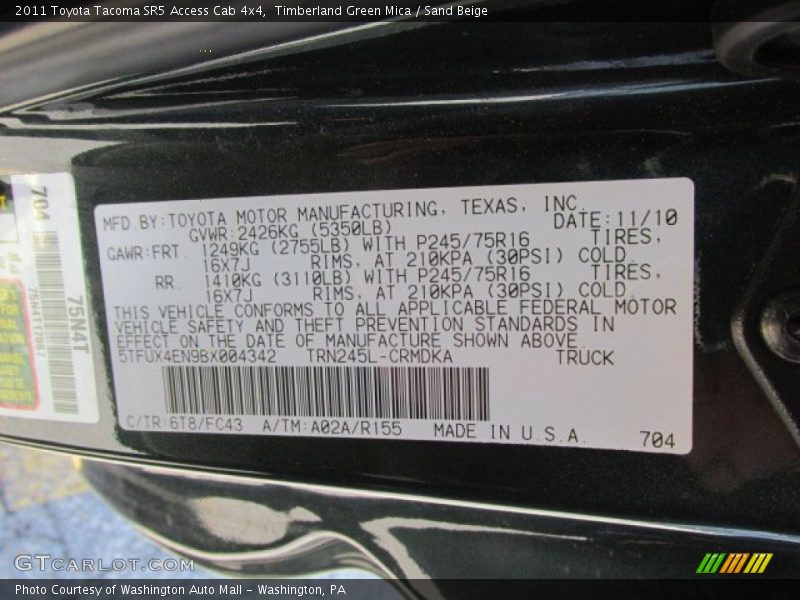 2011 Toyota Tacoma SR5 Access Cab 4x4, Timberland Green Mica / Sand Beige
MFD.BY:TOYOTA MOTOR MANUFACTURING, TEXAS, INC.
DATE:11/10
GVWR:2426KG (5350LB)
GAWR:FRT. 1249KG (2755LB) WITH P245/75R16 TIRES,
16X7J RIMS, AT 210KPA (30PSI) COLD.
RR. 1410KG (3110LB) WITH P245/75R16 TIRES,
16X7J RIMS, AT 210KPA (30PSI) COLD.
THIS VEHICLE CONFORMS TO ALL APPLICABLE FEDERAL MOTOR
VEHICLE SAFETY AND THEFT PREVENTION STANDARDS IN
EFFECT ON THE DATE OF MANUFACTURE SHOWN ABOVE.
5TFUX4EN9BX004342 TRN245L-CRMDKA TRUCK
C/TR:6T8/FC43 A/TM:A02A/R155 MADE IN U.S.A. 704
704
75N4T
GTcarlot.com
Photo Courtesy of Washington Auto Mall - Washington, PA